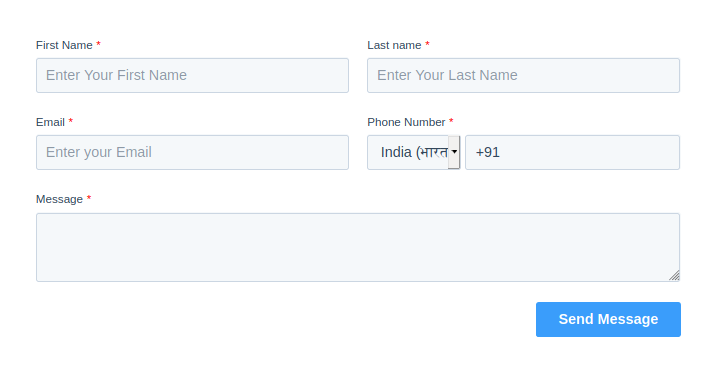 First Name *
Last name *
Enter Your First Name
Enter Your Last Name
Email *
Phone Number *
Enter your Email
India (भारत
+91
Message *
Send Message